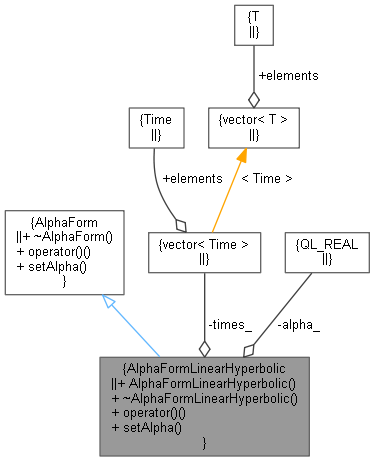 {T
||}
+elements
{Time
||}
{vector< T >
||}
+elements
< Time >
{AlphaForm
||+ ~AlphaForm()
+ operator()()
+ setAlpha()
}
{vector< Time >
||}
{QL_REAL
||}
-times_
-alpha_
{AlphaFormLinearHyperbolic
||+ AlphaFormLinearHyperbolic()
+ ~AlphaFormLinearHyperbolic()
+ operator()()
+ setAlpha()
}